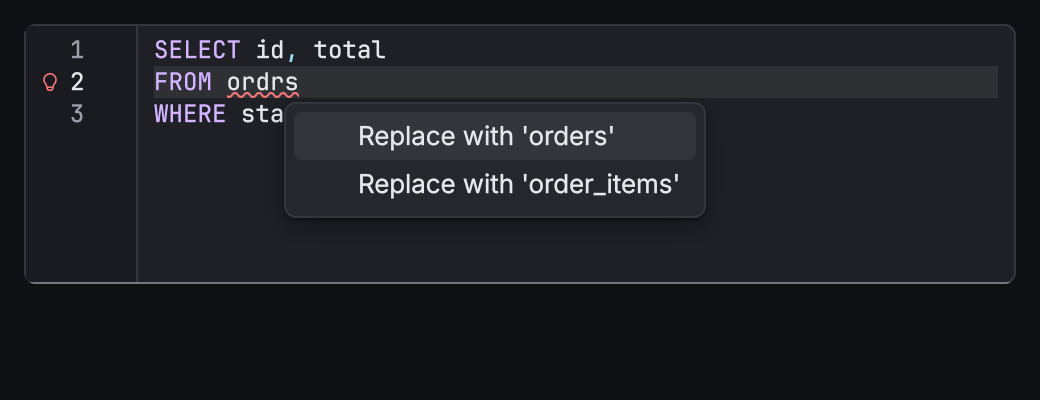 1 SELECT id, total
2 FROM ordrs
3 WHERE sta
Replace with 'orders'
Replace with 'order_items'